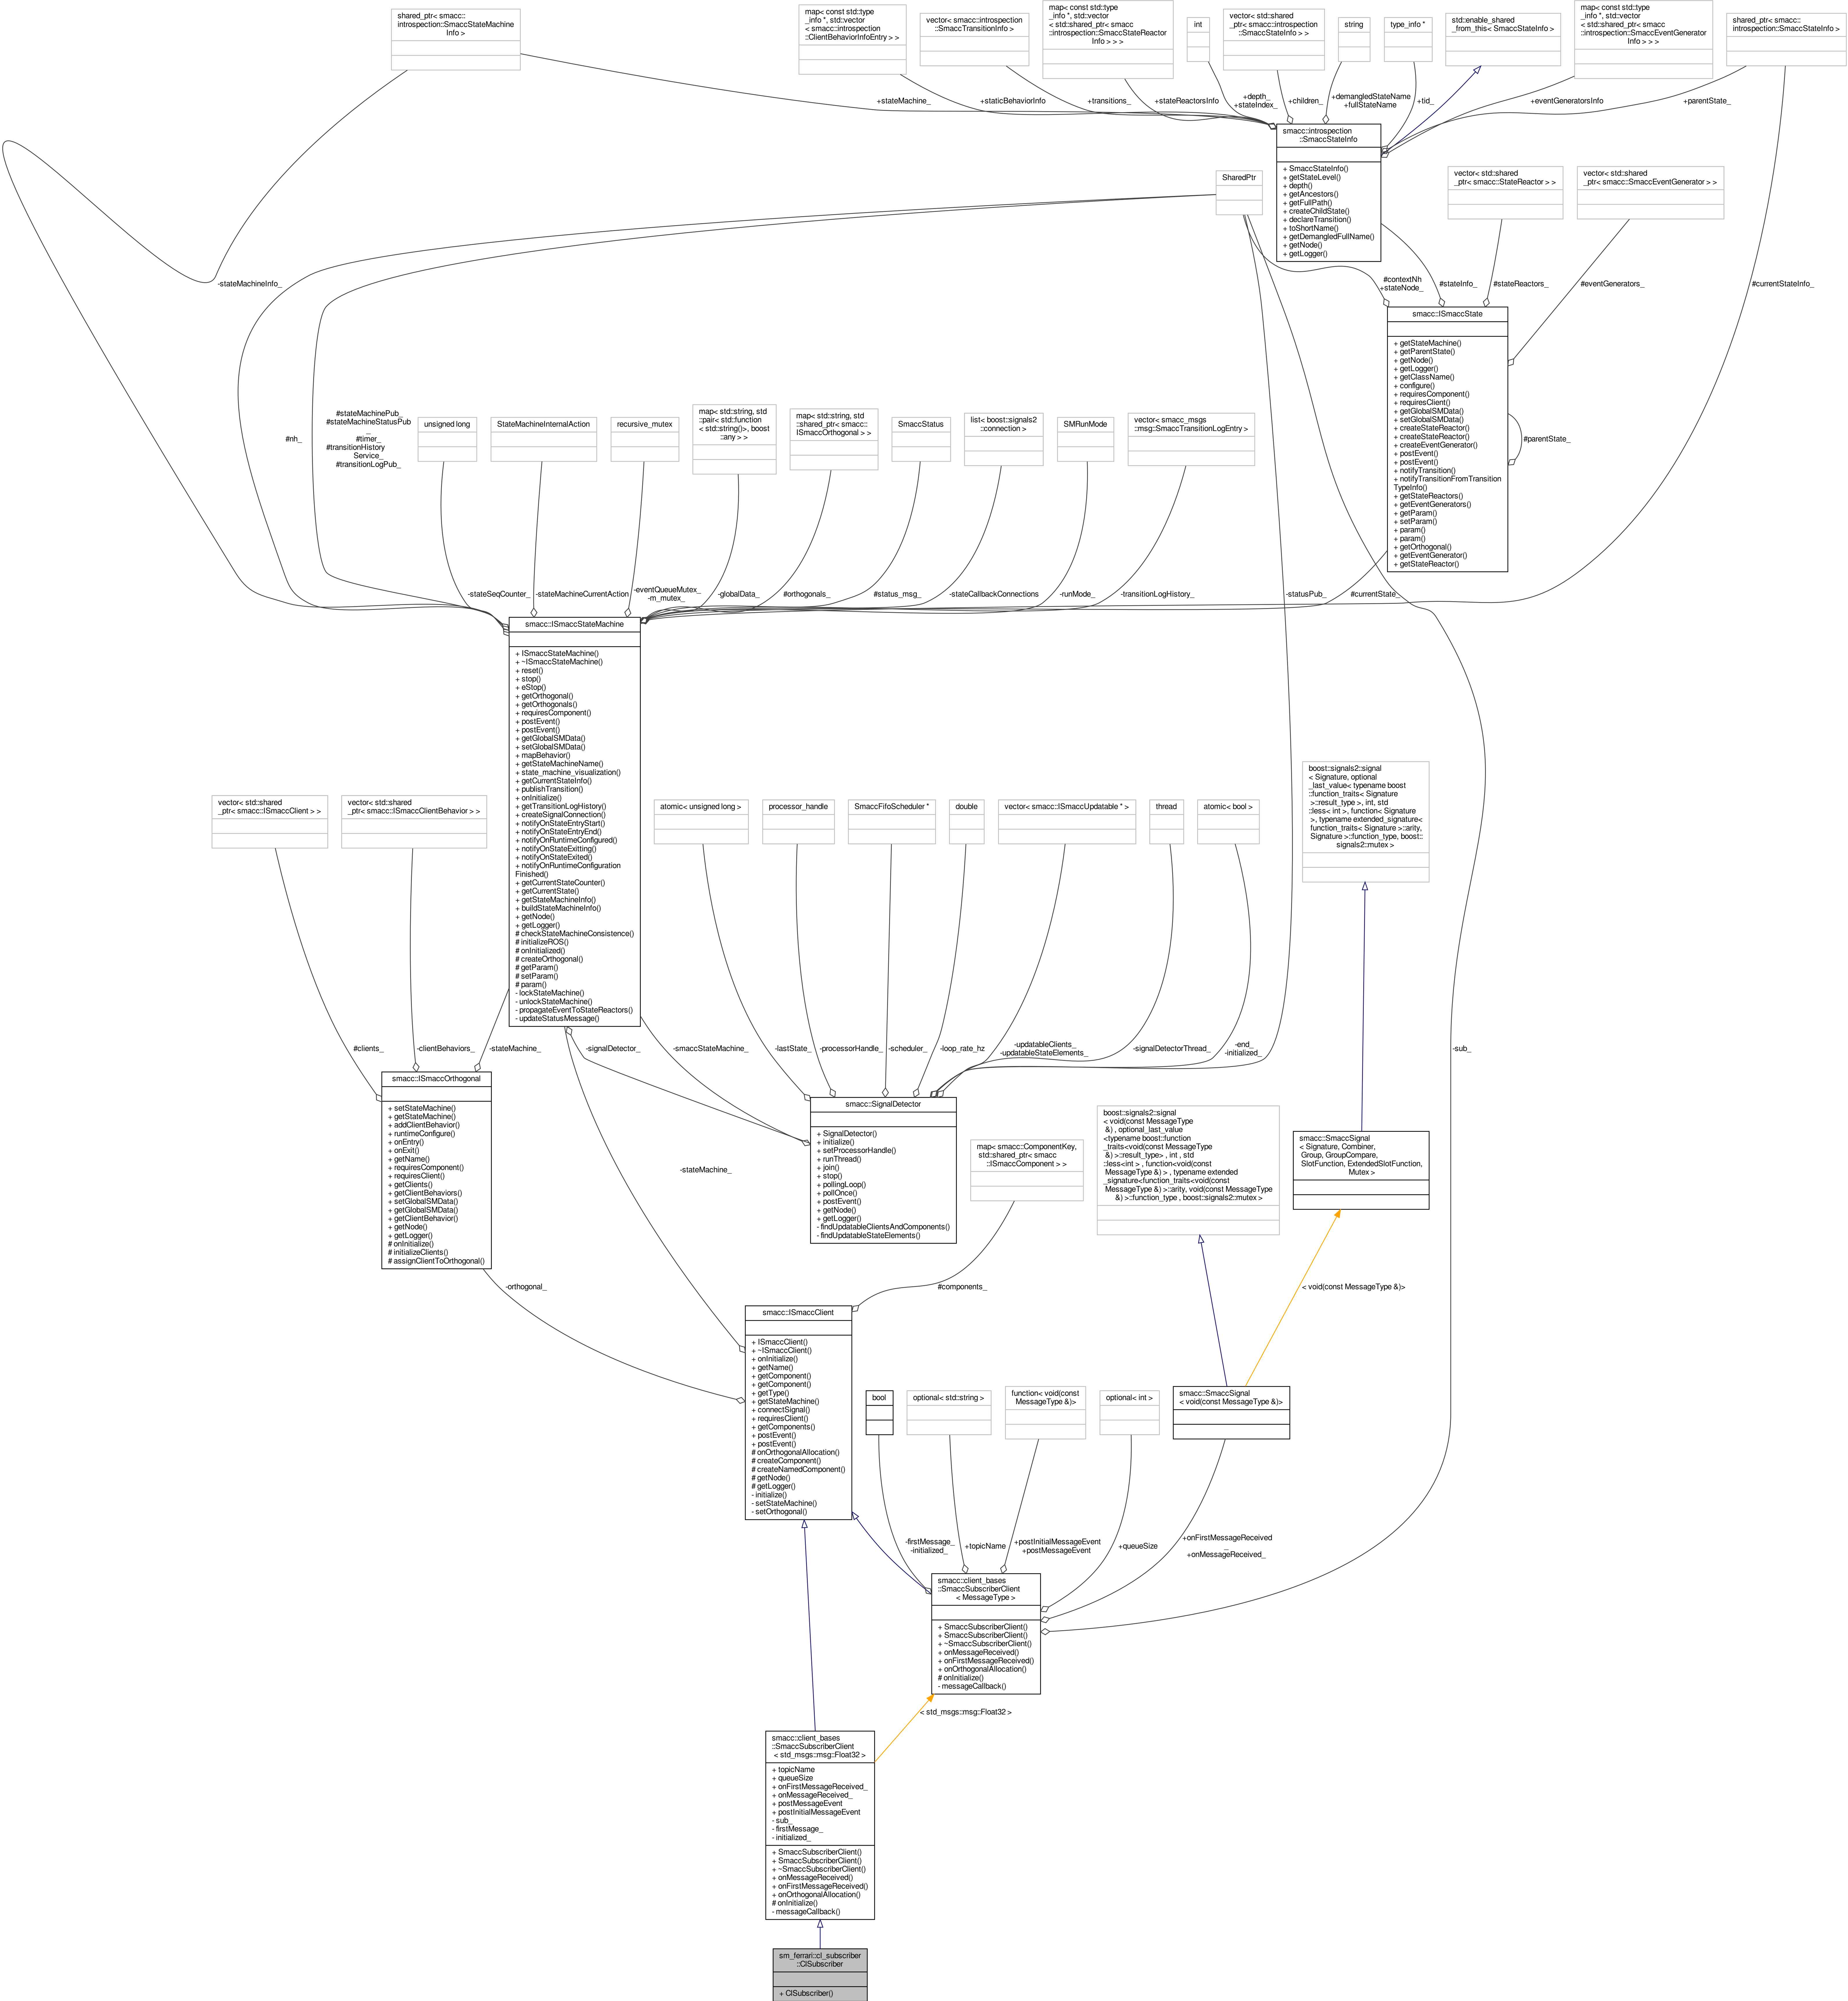 shared_ptr< smacc::
introspection::SmaccStateMachine
Info >
map< const std::type
_info *, std::vector
< smacc::introspection
::ClientBehaviorInfoEntry > >
vector< smacc::introspection
::SmaccTransitionInfo >
map< const std::type
_info *, std::vector
< std::shared_ptr< smacc
::introspection::SmaccStateReactor
Info > > >
int
vector< std::shared
_ptr< smacc::introspection
::SmaccStateInfo > >
string
type_info *
std::enable_shared
_from_this< SmaccStateInfo >
map< const std::type
_info *, std::vector
< std::shared_ptr< smacc
::introspection::SmaccEventGenerator
Info > > >
shared_ptr< smacc::
introspection::SmaccStateInfo >
+stateMachine_
+staticBehaviorInfo
+transitions_
+stateReactorsInfo
+depth_
+stateIndex_
+children_
+demangledStateName
+fullStateName
+tid_
+eventGeneratorsInfo
+parentState_
smacc::introspection
::SmaccStateInfo
+ SmaccStateInfo()
+ getStateLevel()
+ depth()
+ getAncestors()
+ getFullPath()
+ createChildState()
+ declareTransition()
+ toShortName()
+ getDemangledFullName()
+ getNode()
+ getLogger()
SharedPtr
vector< std::shared
_ptr< smacc::StateReactor > >
vector< std::shared
_ptr< smacc::SmaccEventGenerator > >
-stateMachineInfo_
#contextNh
+stateNode_
#stateInfo_
#stateReactors_
#eventGenerators_
#currentStateInfo_
smacc::ISmaccState
+ getStateMachine()
+ getParentState()
+ getNode()
+ getLogger()
+ getClassName()
+ configure()
+ requiresComponent()
+ requiresClient()
+ getGlobalSMData()
+ setGlobalSMData()
+ createStateReactor()
+ createStateReactor()
+ createEventGenerator()
+ postEvent()
+ postEvent()
+ notifyTransition()
+ notifyTransitionFromTransition
TypeInfo()
+ getStateReactors()
+ getEventGenerators()
+ getParam()
+ setParam()
+ param()
+ param()
+ getOrthogonal()
+ getEventGenerator()
+ getStateReactor()
#parentState_
#nh_
#stateMachinePub_
#stateMachineStatusPub
_
#timer_
#transitionHistory
Service_
#transitionLogPub_
unsigned long
StateMachineInternalAction
recursive_mutex
map< std::string, std
::pair< std::function
< std::string()>, boost
::any > >
map< std::string, std
::shared_ptr< smacc::
ISmaccOrthogonal > >
SmaccStatus
list< boost::signals2
::connection >
SMRunMode
vector< smacc_msgs
::msg::SmaccTransitionLogEntry >
-stateSeqCounter_
-stateMachineCurrentAction
-eventQueueMutex_
-m_mutex_
-globalData_
#orthogonals_
#status_msg_
-stateCallbackConnections
-runMode_
-transitionLogHistory_
-statusPub_
#currentState_
smacc::ISmaccStateMachine
+ ISmaccStateMachine()
+ ~ISmaccStateMachine()
+ reset()
+ stop()
+ eStop()
+ getOrthogonal()
+ getOrthogonals()
+ requiresComponent()
+ postEvent()
+ postEvent()
+ getGlobalSMData()
+ setGlobalSMData()
+ mapBehavior()
+ getStateMachineName()
+ state_machine_visualization()
+ getCurrentStateInfo()
+ publishTransition()
+ onInitialize()
+ getTransitionLogHistory()
+ createSignalConnection()
+ notifyOnStateEntryStart()
+ notifyOnStateEntryEnd()
+ notifyOnRuntimeConfigured()
+ notifyOnStateExitting()
+ notifyOnStateExited()
+ notifyOnRuntimeConfiguration
Finished()
+ getCurrentStateCounter()
+ getCurrentState()
+ getStateMachineInfo()
+ buildStateMachineInfo()
+ getNode()
+ getLogger()
# checkStateMachineConsistence()
# initializeROS()
# onInitialized()
# createOrthogonal()
# getParam()
# setParam()
# param()
- lockStateMachine()
- unlockStateMachine()
- propagateEventToStateReactors()
- updateStatusMessage()
vector< std::shared
_ptr< smacc::ISmaccClient > >
vector< std::shared
_ptr< smacc::ISmaccClientBehavior > >
atomic< unsigned long >
processor_handle
SmaccFifoScheduler *
double
vector< smacc::ISmaccUpdatable * >
thread
atomic< bool >
boost::signals2::signal
< Signature, optional
_last_value< typename boost
::function_traits< Signature
>::result_type >, int, std
::less< int >, function< Signature
>, typename extended_signature<
function_traits< Signature >::arity,
Signature >::function_type, boost::
signals2::mutex >
#clients_
-clientBehaviors_
-stateMachine_
-signalDetector_
-smaccStateMachine_
-lastState_
-processorHandle_
-scheduler_
-loop_rate_hz
-updatableClients_
-updatableStateElements_
-signalDetectorThread_
-end_
-initialized_
-sub_
smacc::ISmaccOrthogonal
+ setStateMachine()
+ getStateMachine()
+ addClientBehavior()
+ runtimeConfigure()
+ onEntry()
+ onExit()
+ getName()
+ requiresComponent()
+ requiresClient()
+ getClients()
+ getClientBehaviors()
+ setGlobalSMData()
+ getGlobalSMData()
+ getClientBehavior()
+ getNode()
+ getLogger()
# onInitialize()
# initializeClients()
# assignClientToOrthogonal()
smacc::SignalDetector
+ SignalDetector()
+ initialize()
+ setProcessorHandle()
+ runThread()
+ join()
+ stop()
+ pollingLoop()
+ pollOnce()
+ postEvent()
+ getNode()
+ getLogger()
- findUpdatableClientsAndComponents()
- findUpdatableStateElements()
map< smacc::ComponentKey,
std::shared_ptr< smacc
::ISmaccComponent > >
boost::signals2::signal
< void(const MessageType
&) , optional_last_value
<typename boost::function
_traits<void(const MessageType
&) >::result_type> , int , std
::less<int > , function<void(const
MessageType &) > , typename extended
_signature<function_traits<void(const
MessageType &) >::arity, void(const MessageType
&) >::function_type , boost::signals2::mutex >
smacc::SmaccSignal
< Signature, Combiner,
Group, GroupCompare,
SlotFunction, ExtendedSlotFunction,
Mutex >
-stateMachine_
-orthogonal_
#components_
< void(const MessageType &)>
smacc::ISmaccClient
+ ISmaccClient()
+ ~ISmaccClient()
+ onInitialize()
+ getName()
+ getComponent()
+ getComponent()
+ getType()
+ getStateMachine()
+ connectSignal()
+ requiresClient()
+ getComponents()
+ postEvent()
+ postEvent()
# onOrthogonalAllocation()
# createComponent()
# createNamedComponent()
# getNode()
# getLogger()
- initialize()
- setStateMachine()
- setOrthogonal()
bool
optional< std::string >
function< void(const
MessageType &)>
optional< int >
smacc::SmaccSignal
< void(const MessageType &)>
-firstMessage_
-initialized_
+topicName
+postInitialMessageEvent
+postMessageEvent
+queueSize
+onFirstMessageReceived
_
+onMessageReceived_
smacc::client_bases
::SmaccSubscriberClient
< MessageType >
+ SmaccSubscriberClient()
+ SmaccSubscriberClient()
+ ~SmaccSubscriberClient()
+ onMessageReceived()
+ onFirstMessageReceived()
+ onOrthogonalAllocation()
# onInitialize()
- messageCallback()
< std_msgs::msg::Float32 >
smacc::client_bases
::SmaccSubscriberClient
< std_msgs::msg::Float32 >
+ topicName
+ queueSize
+ onFirstMessageReceived_
+ onMessageReceived_
+ postMessageEvent
+ postInitialMessageEvent
- sub_
- firstMessage_
- initialized_
+ SmaccSubscriberClient()
+ SmaccSubscriberClient()
+ ~SmaccSubscriberClient()
+ onMessageReceived()
+ onFirstMessageReceived()
+ onOrthogonalAllocation()
# onInitialize()
- messageCallback()
sm_ferrari::cl_subscriber
::ClSubscriber
+ ClSubscriber()